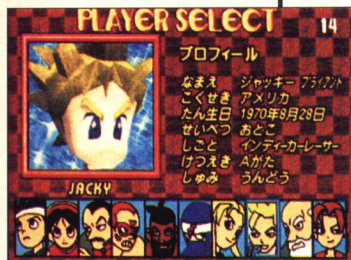 PLAYER SELECT 14
プロフィール
なまえ ジャッキー ブライアント
こくせき アメリカ
たん生日 1970年8月28日
せいべつ おとこ
しごと インディーカーレーサー
けつえき Aがた
しゅみ うんどう
JACKY